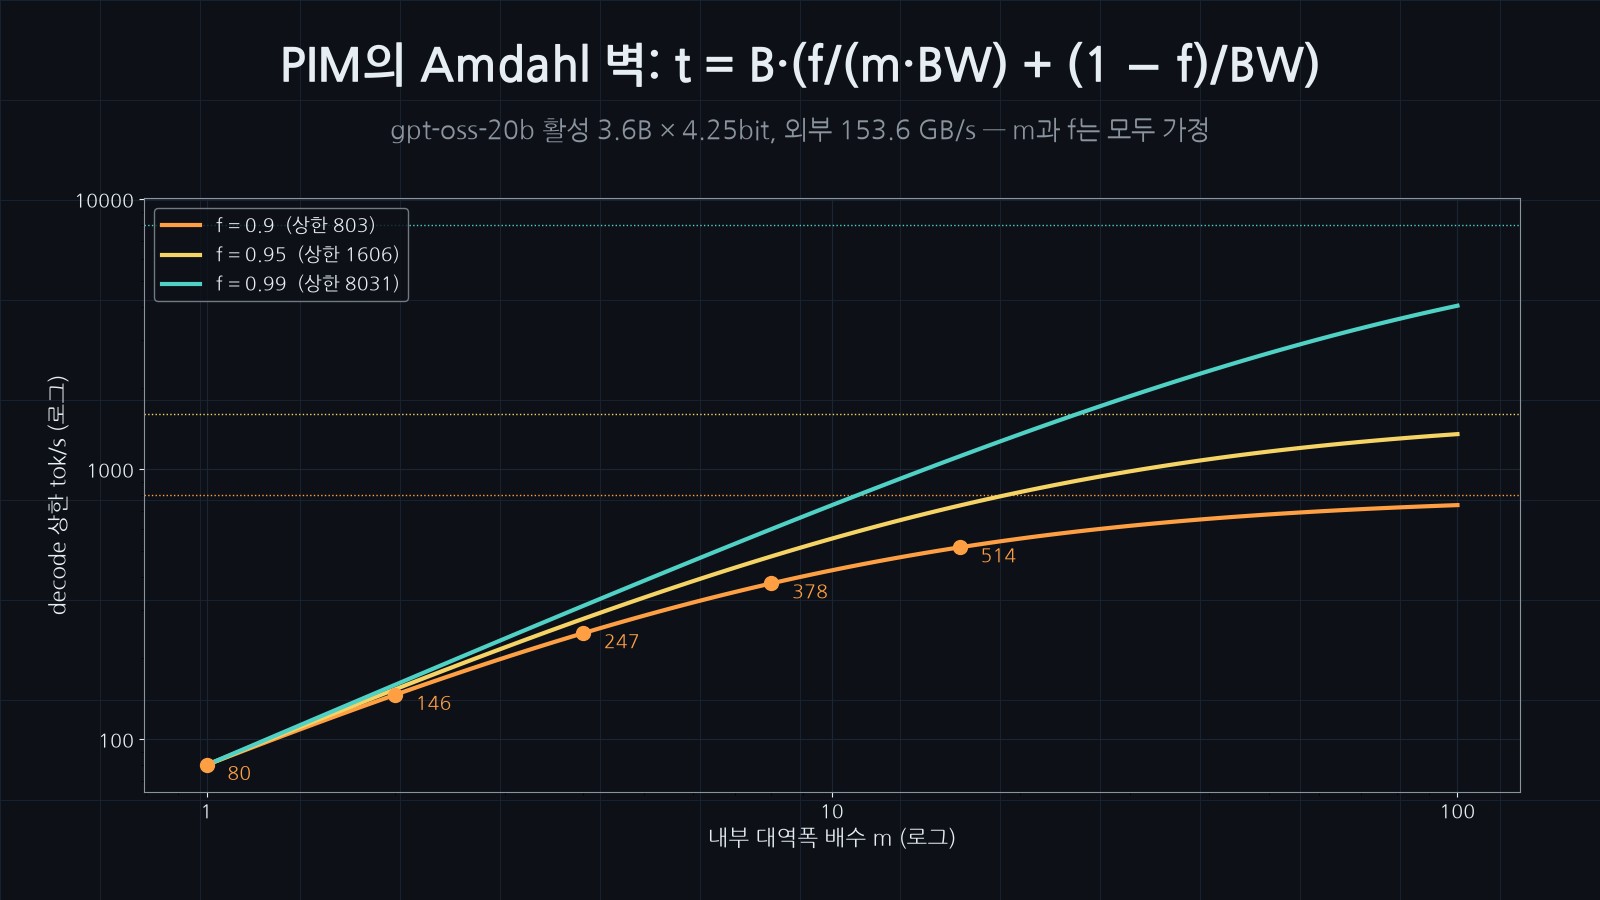 PIM의 Amdahl 벽: t = B·(f/(m·BW) + (1 − f)/BW)
gpt-oss-20b 활성 3.6B × 4.25bit, 외부 153.6 GB/s — m과 f는 모두 가정
10000
1000
100
decode 상한 tok/s (로그)
f = 0.9 (상한 803)
f = 0.95 (상한 1606)
f = 0.99 (상한 8031)
80
146
247
378
514
1
10
100
내부 대역폭 배수 m (로그)